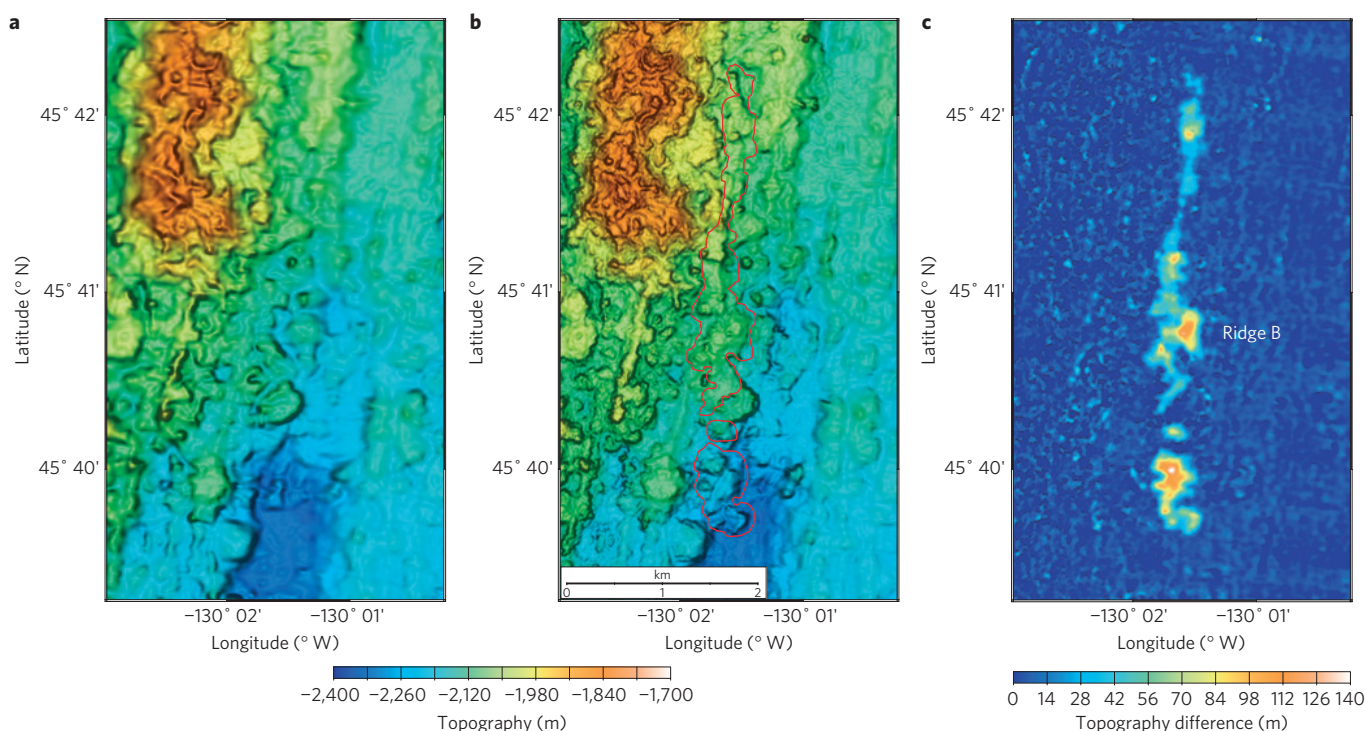 a
b
c
45° 42'
45° 41'
45° 40'
Latitude (° N)
−130° 02'
−130° 01'
Longitude (° W)
45° 42'
45° 41'
45° 40'
Latitude (° N)
km
0
1
2
−130° 02'
−130° 01'
Longitude (° W)
45° 42'
45° 41'
45° 40'
Latitude (° N)
Ridge B
−130° 02'
−130° 01'
Longitude (° W)
−2,400 −2,260 −2,120 −1,980 −1,840 −1,700
Topography (m)
0 14 28 42 56 70 84 98 112 126 140
Topography difference (m)